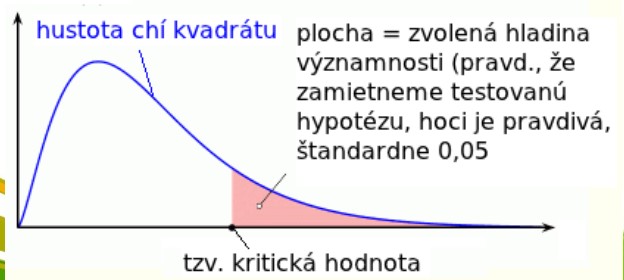 hustota chí kvadrátu
plocha = zvolená hladina
významnosti (pravd., že
zamietneme testovanú
hypotézu, hoci je pravdivá,
štandardne 0,05
tzv. kritická hodnota